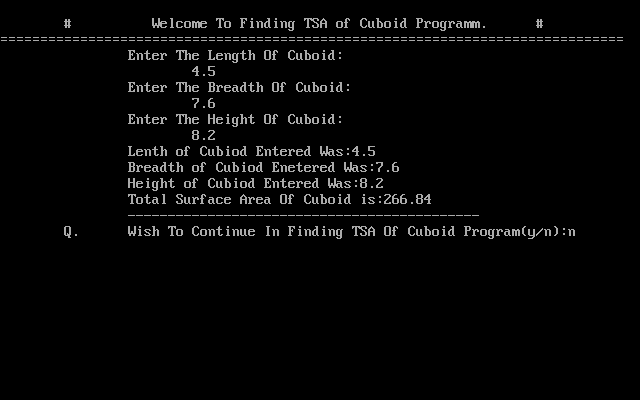 # Welcome To Finding TSA of Cuboid Programm. #
==============================================================================
Enter The Length Of Cuboid:
4.5
Enter The Breadth Of Cuboid:
7.6
Enter The Height Of Cuboid:
8.2
Lenth of Cubiod Entered Was:4.5
Breadth of Cubiod Enetered Was:7.6
Height of Cubiod Entered Was:8.2
Total Surface Area Of Cuboid is:266.84
--------------------------------------------
Q. Wish To Continue In Finding TSA Of Cuboid Program(y/n):n